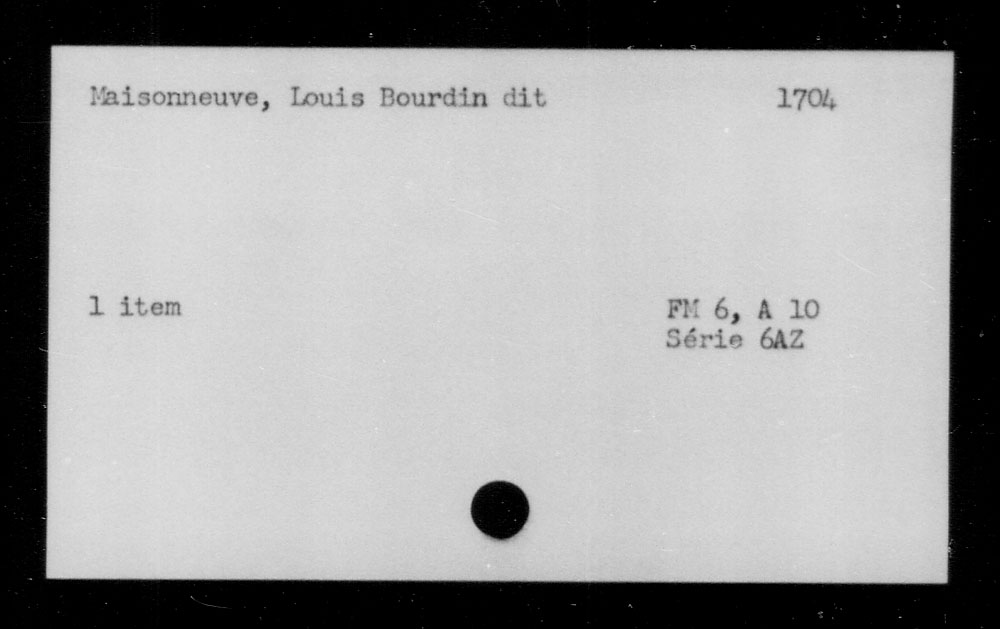 Maisonneuve, Louis Bourdin dit 1704
1 item FM 6, A 10
Série 6AZ